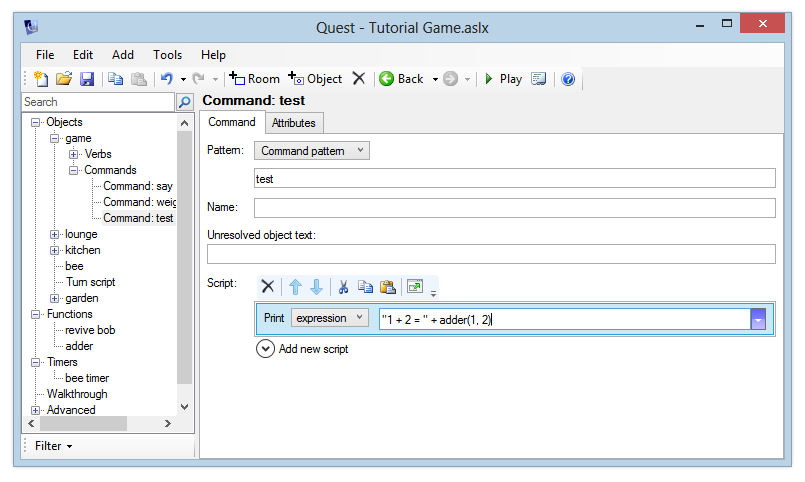 Quest - Tutorial Game.aslx
File Edit Add Tools Help
Room Object Back Play
Search
Objects
game
Verbs
Commands
Command: say
Command: weig
Command: test
lounge
kitchen
bee
Turn script
garden
Functions
revive bob
adder
Timers
bee timer
Walkthrough
Advanced
Filter
Command: test
Command Attributes
Pattern: Command pattern
test
Name:
Unresolved object text:
Script:
Print expression "1 + 2 = " + adder(1, 2)
Add new script